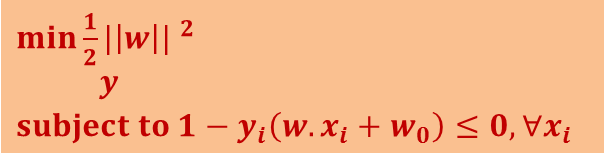 min 1/2 ||w|| ²
y
subject to 1 − yᵢ(w. xᵢ + w₀) ≤ 0, ∀xᵢ